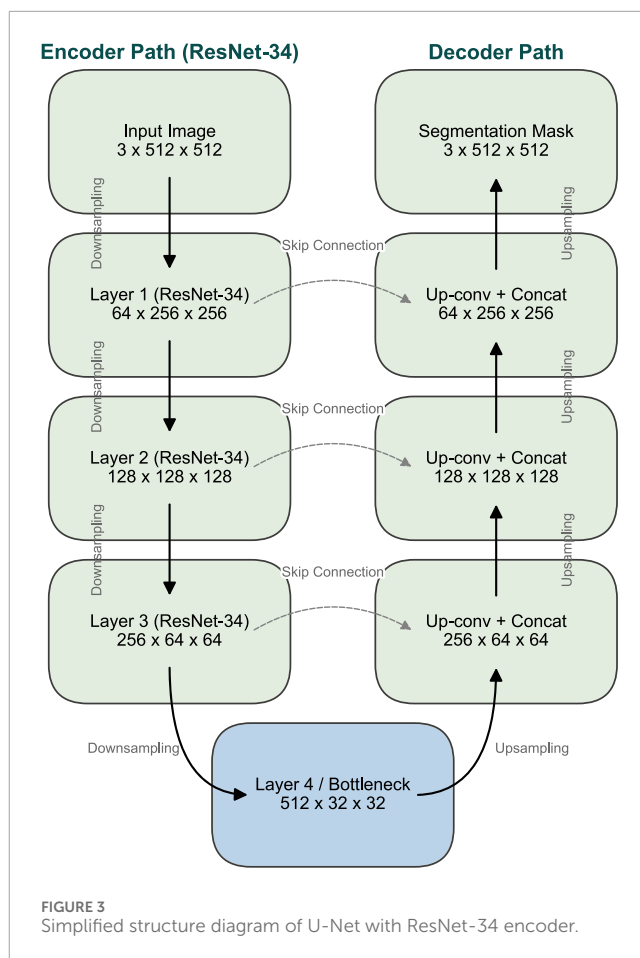 Encoder Path (ResNet-34)
Decoder Path
Input Image
3 x 512 x 512
Segmentation Mask
3 x 512 x 512
Downsampling
Upsampling
Skip Connection
Layer 1 (ResNet-34)
64 x 256 x 256
Up-conv + Concat
64 x 256 x 256
Downsampling
Upsampling
Skip Connection
Layer 2 (ResNet-34)
128 x 128 x 128
Up-conv + Concat
128 x 128 x 128
Downsampling
Upsampling
Skip Connection
Layer 3 (ResNet-34)
256 x 64 x 64
Up-conv + Concat
256 x 64 x 64
Downsampling
Upsampling
Layer 4 / Bottleneck
512 x 32 x 32
FIGURE 3
Simplified structure diagram of U-Net with ResNet-34 encoder.